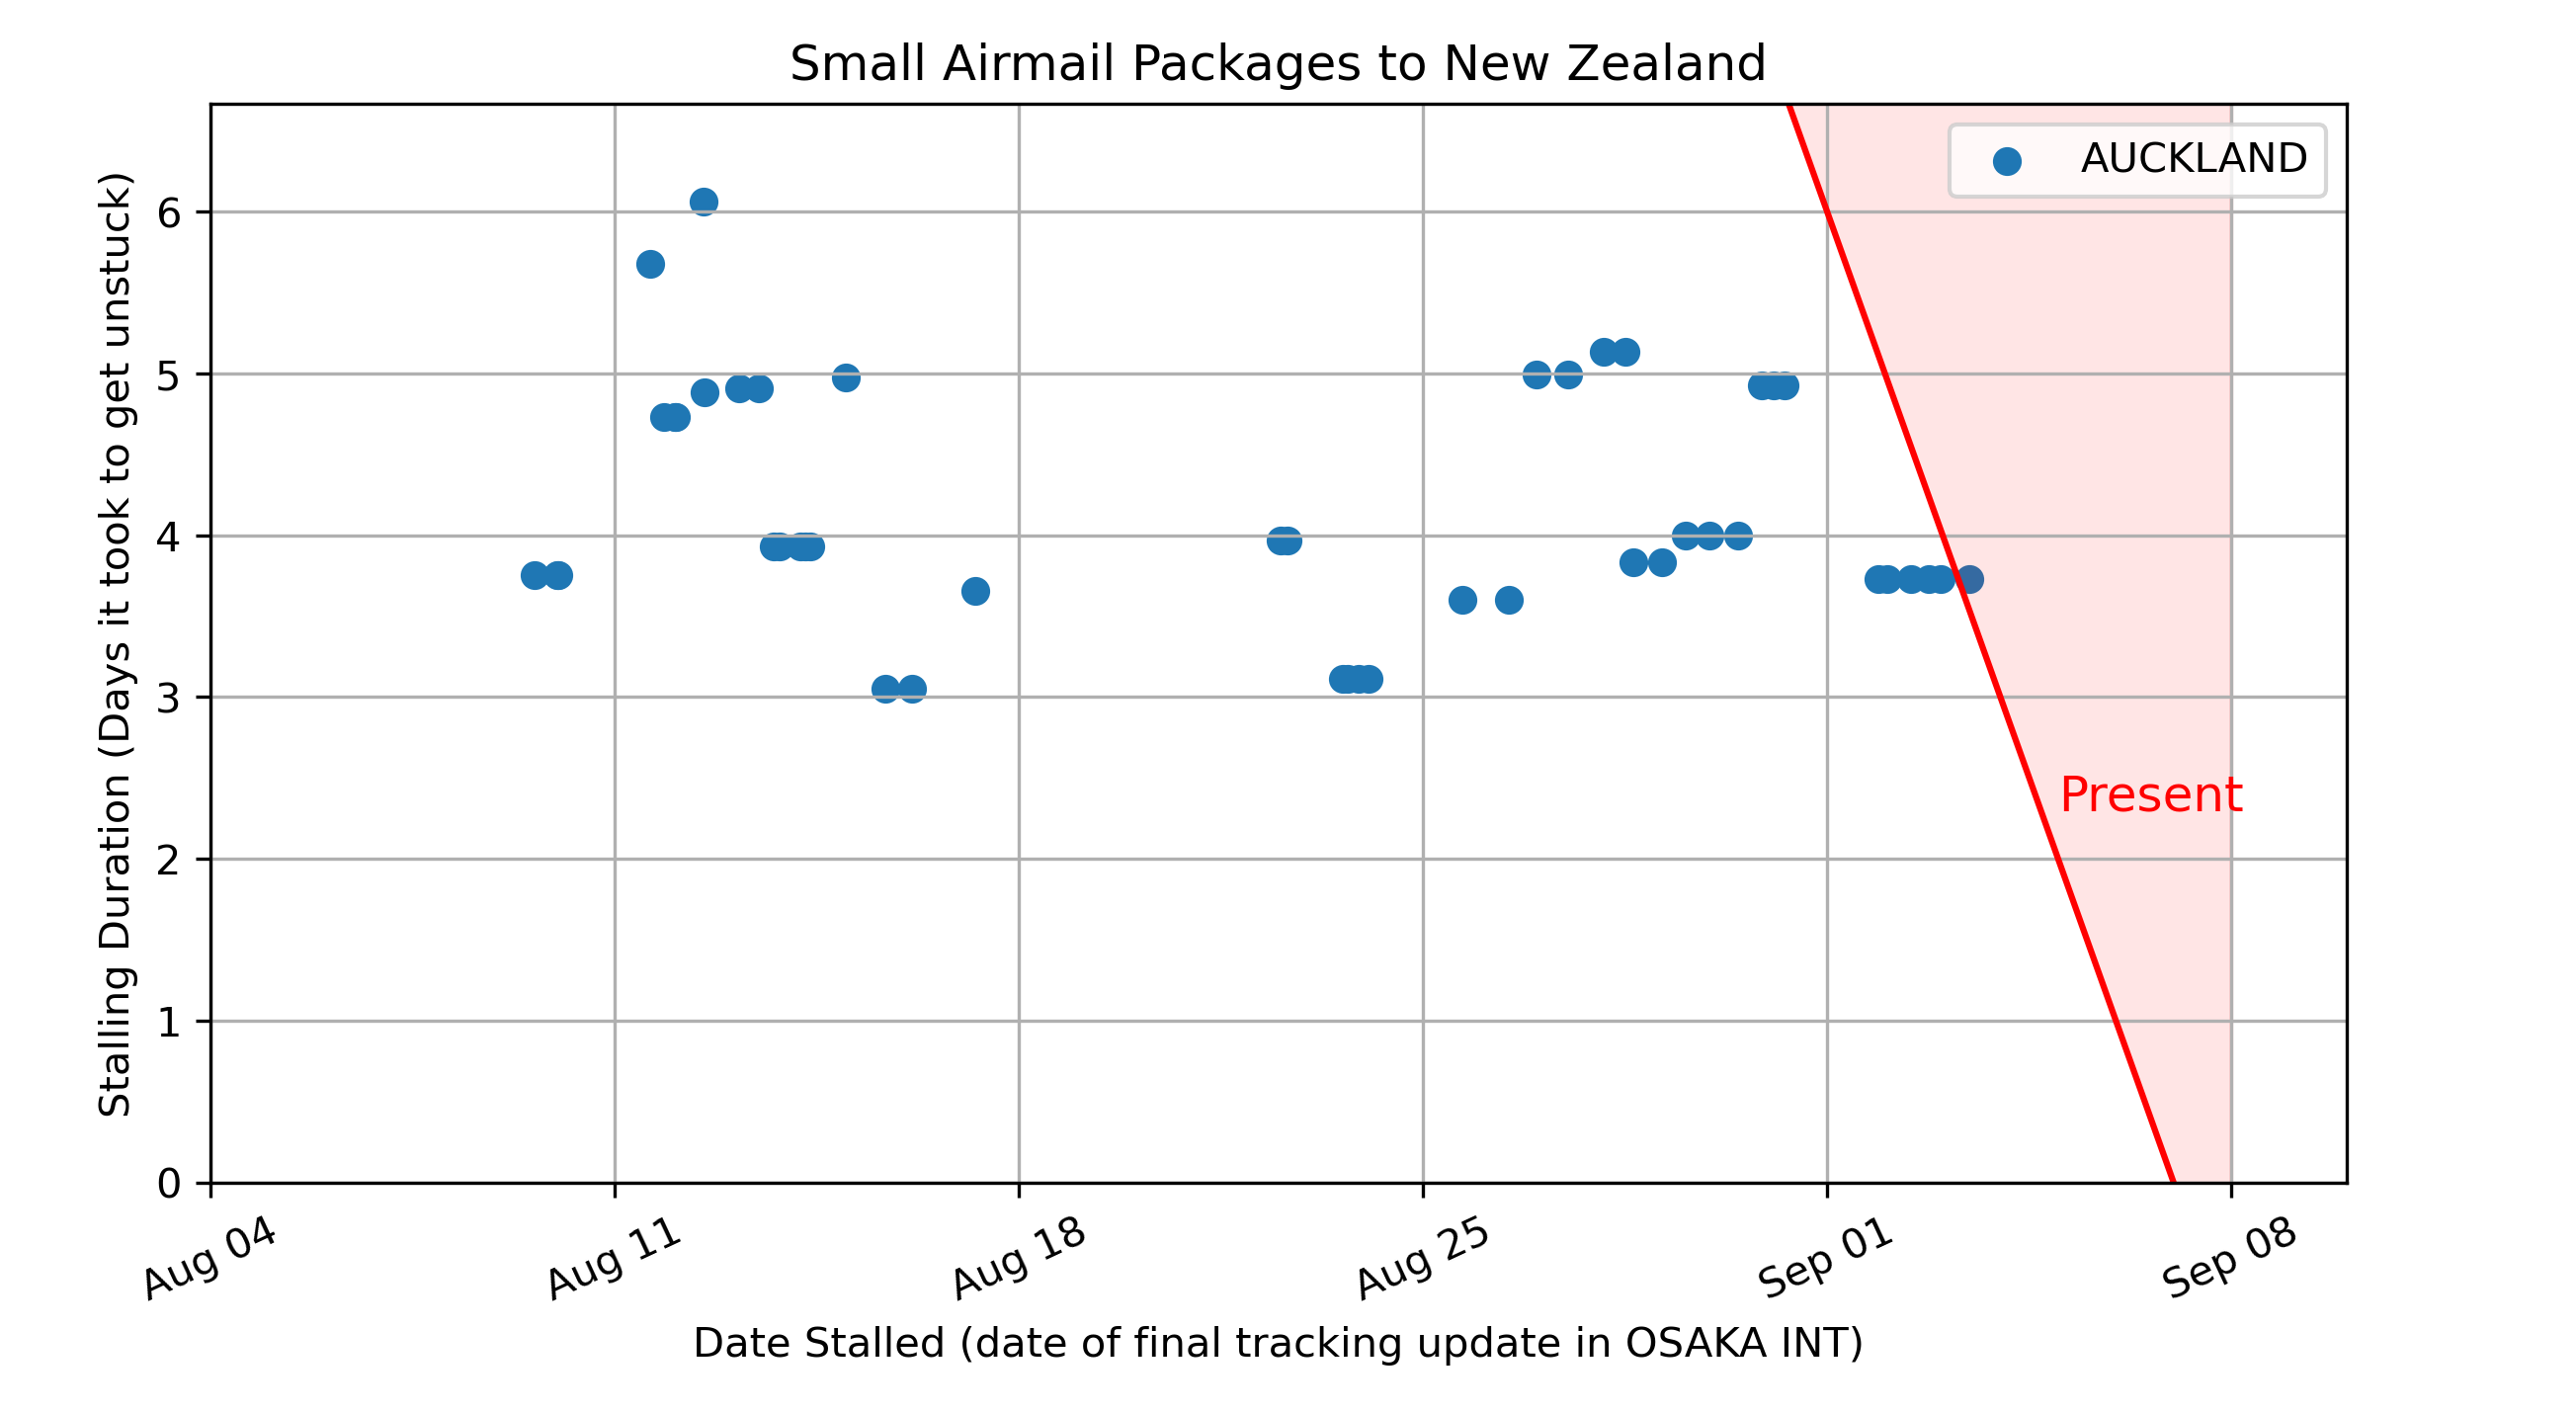 Small Airmail Packages to New Zealand
AUCKLAND
Stalling Duration (Days it took to get unstuck)
6
5
4
3
2
1
0
Present
Aug 04
Aug 11
Aug 18
Aug 25
Sep 01
Sep 08
Date Stalled (date of final tracking update in OSAKA INT)